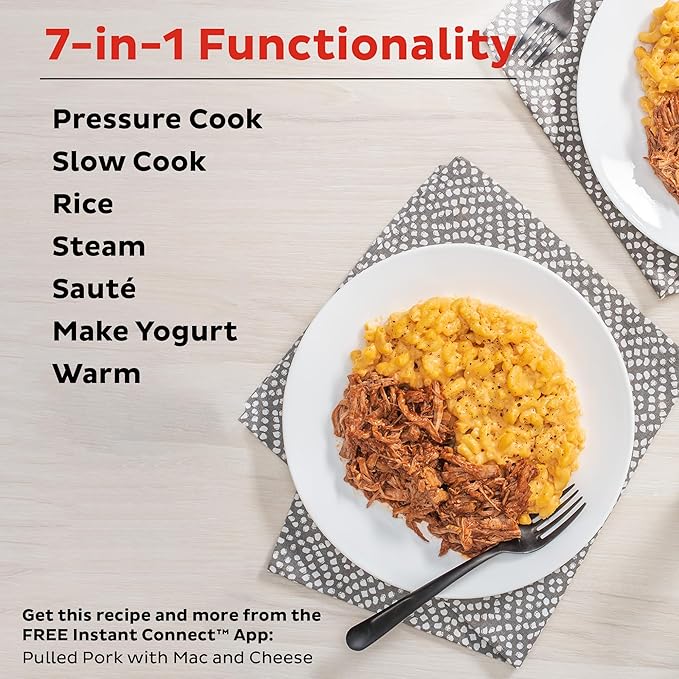 7-in-1 Functionality
Pressure Cook
Slow Cook
Rice
Steam
Sauté
Make Yogurt
Warm
Get this recipe and more from the
FREE Instant Connect™ App:
Pulled Pork with Mac and Cheese